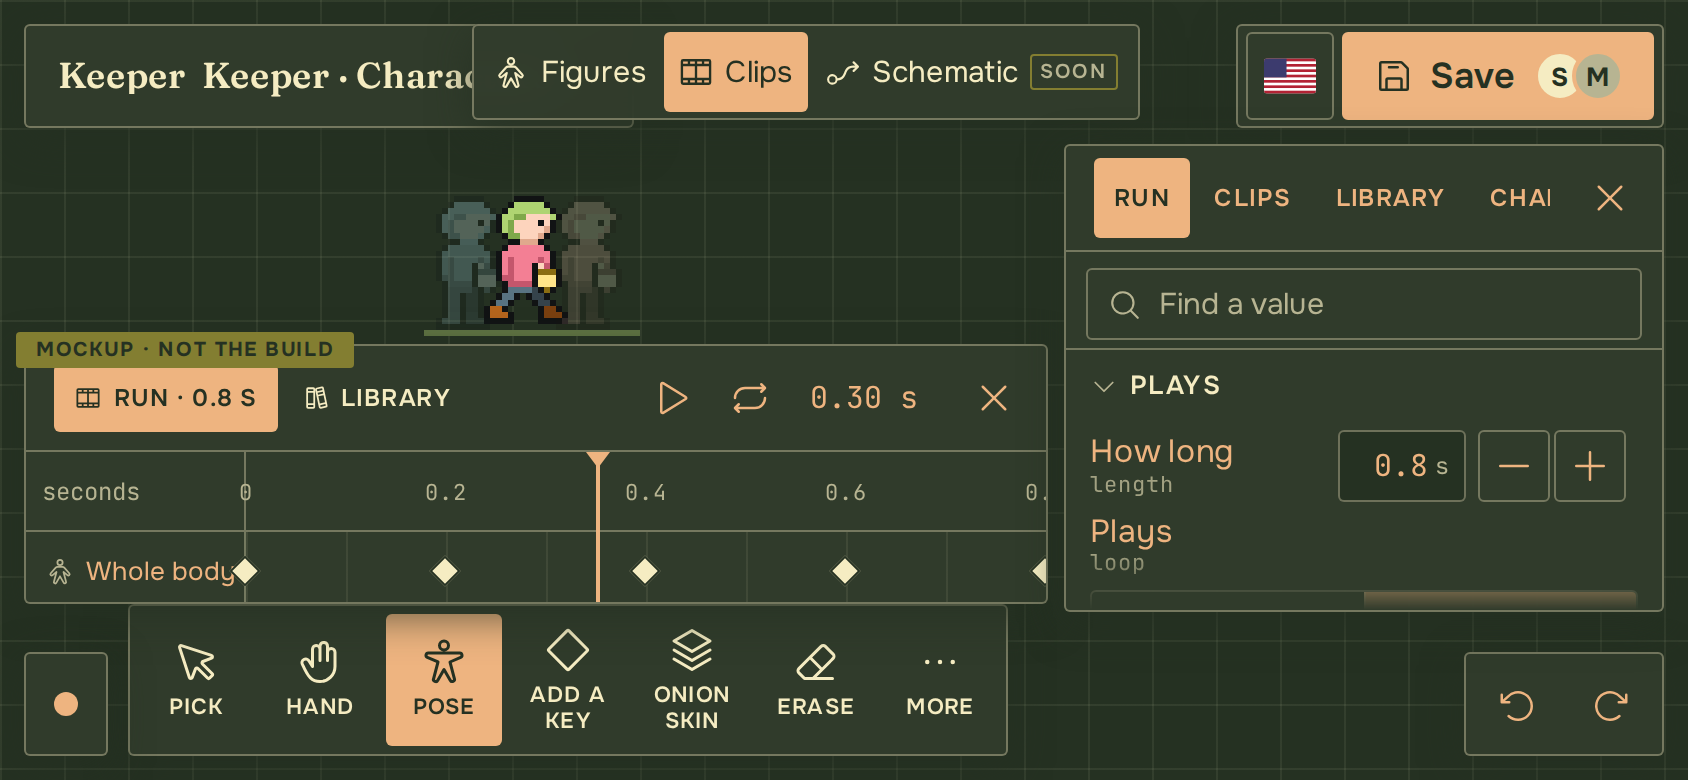 Keeper Keeper · Charac
Figures
Clips
Schematic SOON
Save S M
RUN CLIPS LIBRARY CHAI
Find a value
MOCKUP · NOT THE BUILD
RUN · 0.8 S LIBRARY 0.30 s
PLAYS
How long 0.8 s
length
Plays
loop
seconds 0 0.2 0.4 0.6 0.
Whole body
PICK HAND POSE ADD A KEY ONION SKIN ERASE MORE